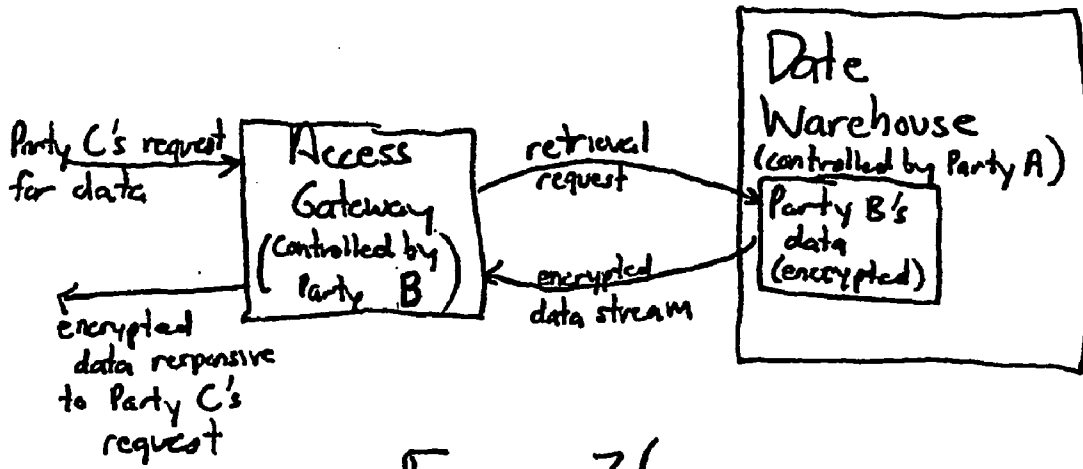 Party C's request
for data
Access
Gateway
(controlled by
Party B)
retrieval
request
encrypted
data stream
Date
Warehouse
(controlled by Party A)
Party B's
data
(encrypted)
encrypted
data responsive
to Party C's
request